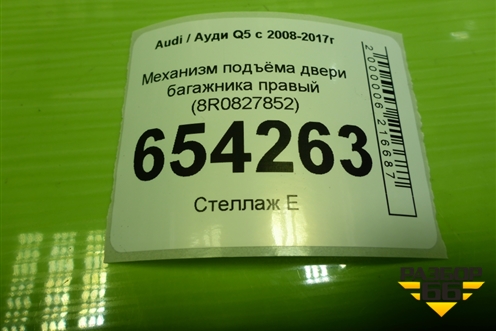 Audi / Ауди Q5 с 2008-2017г
Механизм подъёма двери
багажника правый
(8R0827852)
654263
Стеллаж Е
2000006216687
РАЗБОР
66